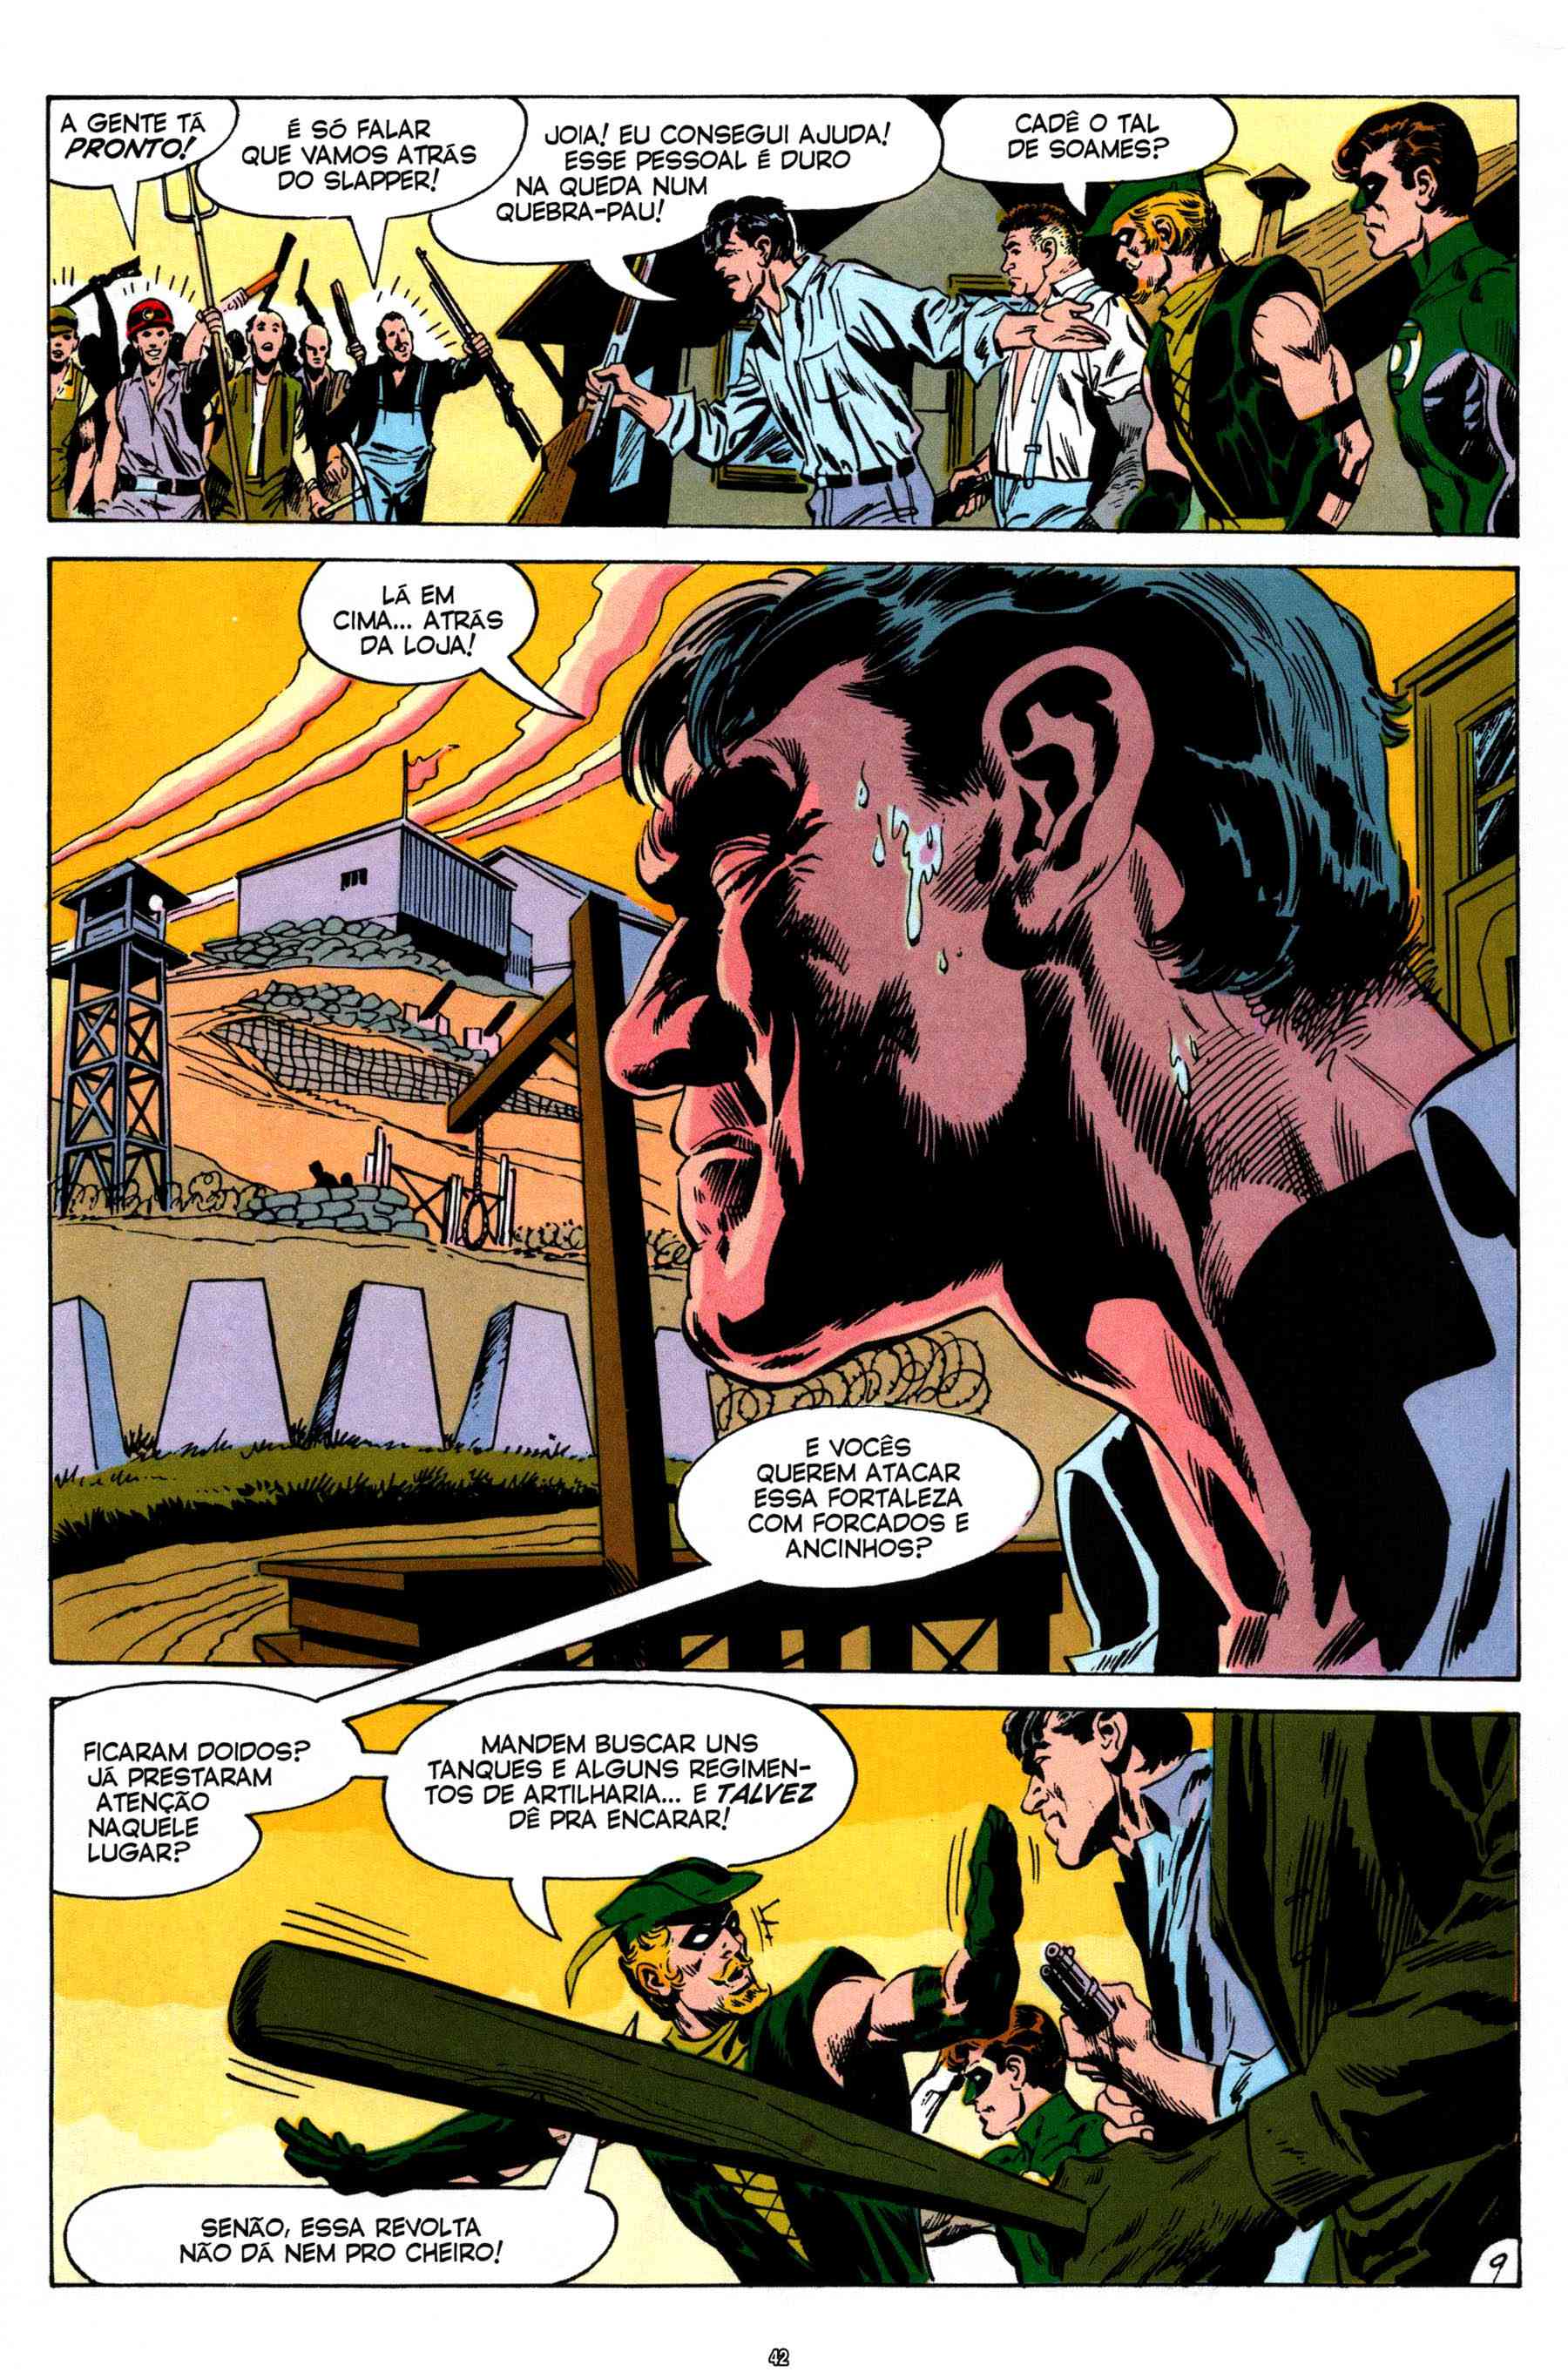 A GENTE TÁ
PRONTO!
É SÓ FALAR
QUE VAMOS ATRÁS
DO SLAPPER!
JOIA! EU CONSEGUI AJUDA!
ESSE PESSOAL É DURO
NA QUEDA NUM
QUEBRA-PAU!
CADÊ O TAL
DE SOAMES?
LÁ EM
CIMA... ATRÁS
DA LOJA!
E VOCÊS
QUEREM ATACAR
ESSA FORTALEZA
COM FORCADOS E
ANCINHOS?
FICARAM DOIDOS?
JÁ PRESTARAM
ATENÇÃO
NAQUELE
LUGAR?
MANDEM BUSCAR UNS
TANQUES E ALGUNS REGIMEN-
TOS DE ARTILHARIA... E TALVEZ
DÊ PRA ENCARAR!
SENÃO, ESSA REVOLTA
NÃO DÁ NEM PRO CHEIRO!
9
42